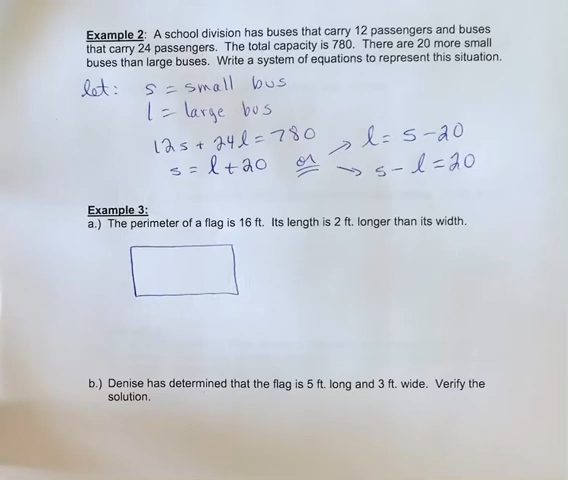 Example 2: A school division has buses that carry 12 passengers and buses
that carry 24 passengers. The total capacity is 780. There are 20 more small
buses than large buses. Write a system of equations to represent this situation.
let: s = small bus
l = large bus
12s + 24l = 780
s = l + 20 or → l = s - 20
→ s - l = 20
Example 3:
a.) The perimeter of a flag is 16 ft. Its length is 2 ft. longer than its width.
b.) Denise has determined that the flag is 5 ft. long and 3 ft. wide. Verify the
solution.